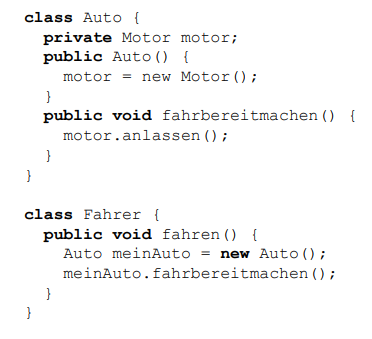 class Auto {
  private Motor motor;
  public Auto() {
    motor = new Motor();
  }
  public void fahrbereitmachen() {
    motor.anlassen();
  }
}

class Fahrer {
  public void fahren() {
    Auto meinAuto = new Auto();
    meinAuto.fahrbereitmachen();
  }
}